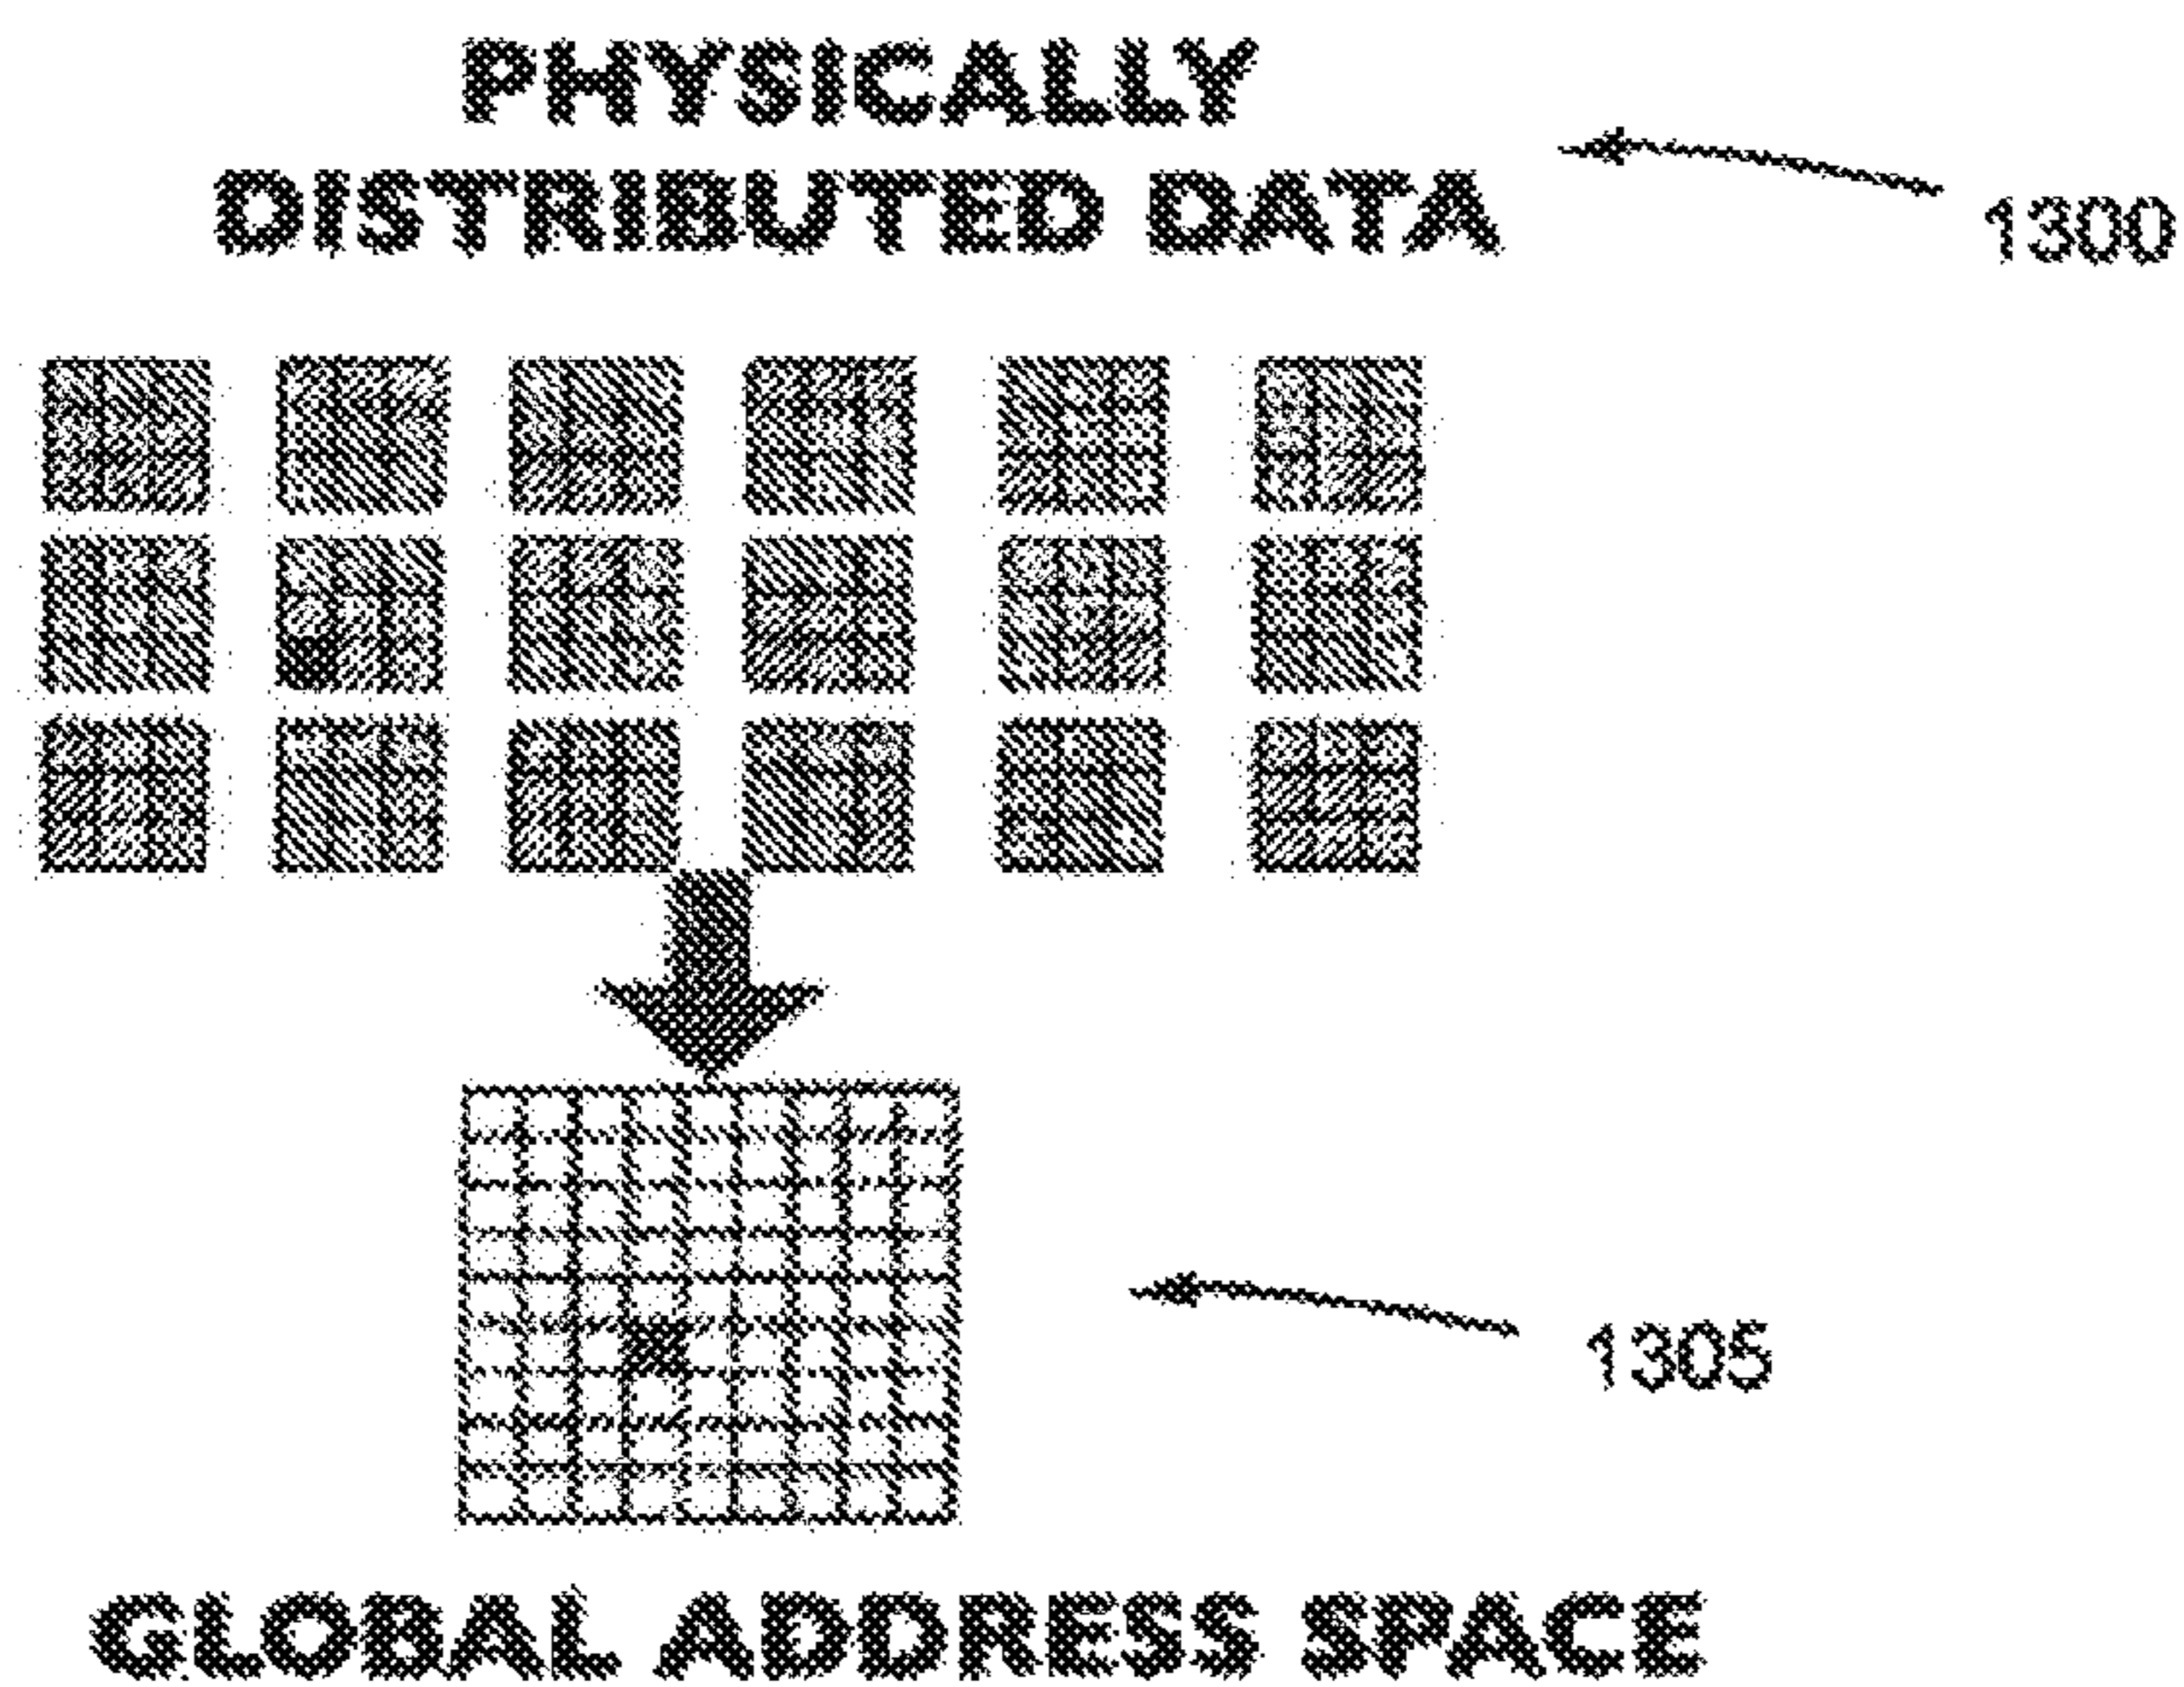 PHYSICALLY
DISTRIBUTED DATA
1300
1305
GLOBAL ADDRESS SPACE